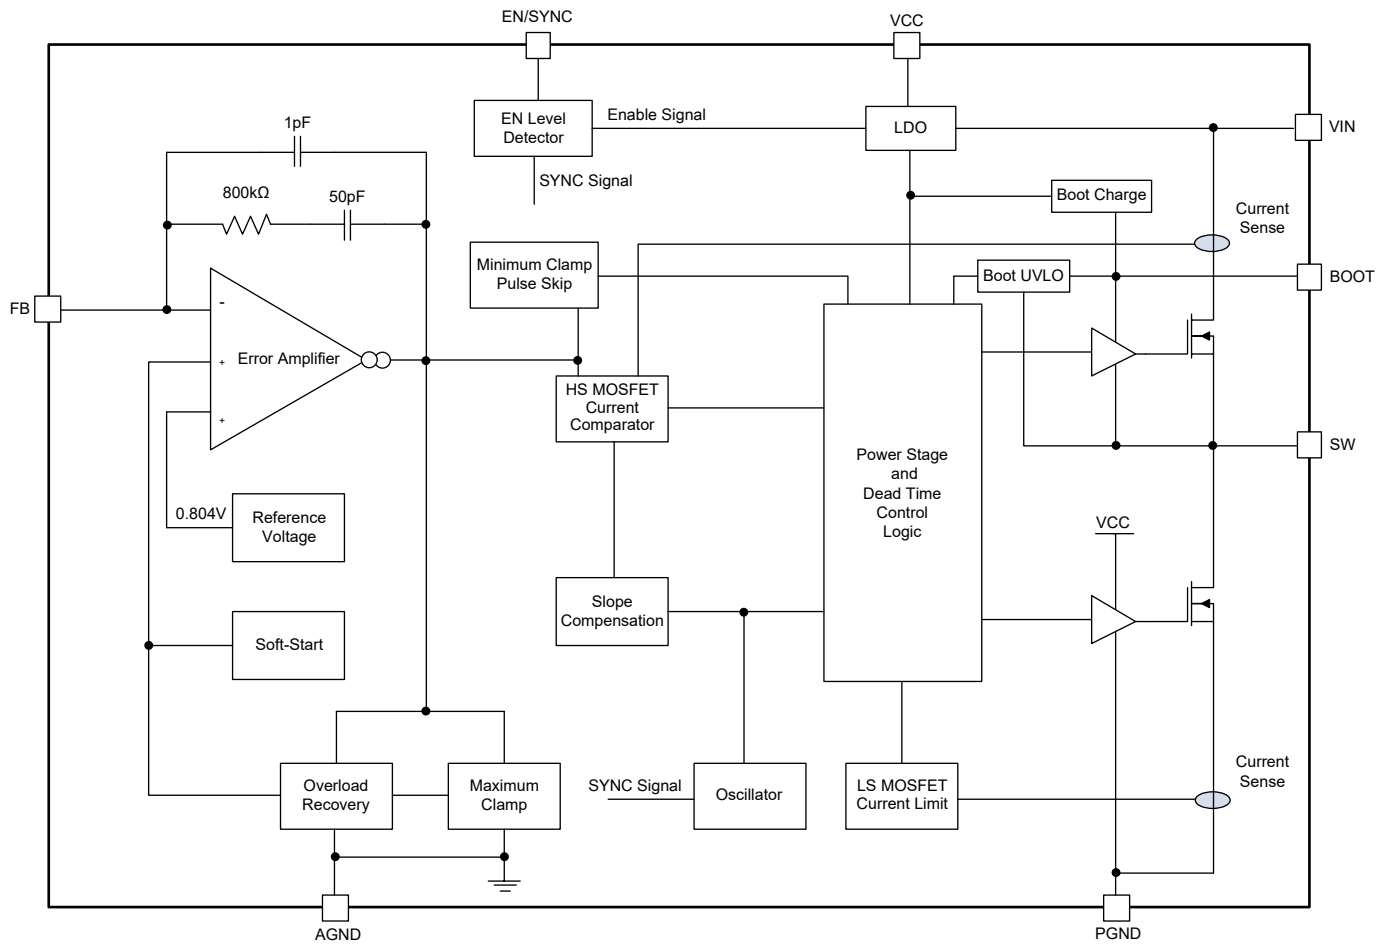 EN/SYNC
VCC
1pF
EN Level
Detector
Enable Signal
LDO
VIN
SYNC Signal
800kΩ
50pF
Boot Charge
Current
Sense
Minimum Clamp
Pulse Skip
Boot UVLO
BOOT
FB
-
Error Amplifier
+
+
HS MOSFET
Current
Comparator
SW
Power Stage
and
Dead Time
Control
Logic
0.804V
Reference
Voltage
VCC
Slope
Compensation
Soft-Start
Overload
Recovery
Maximum
Clamp
SYNC Signal
Oscillator
LS MOSFET
Current Limit
Current
Sense
AGND
PGND